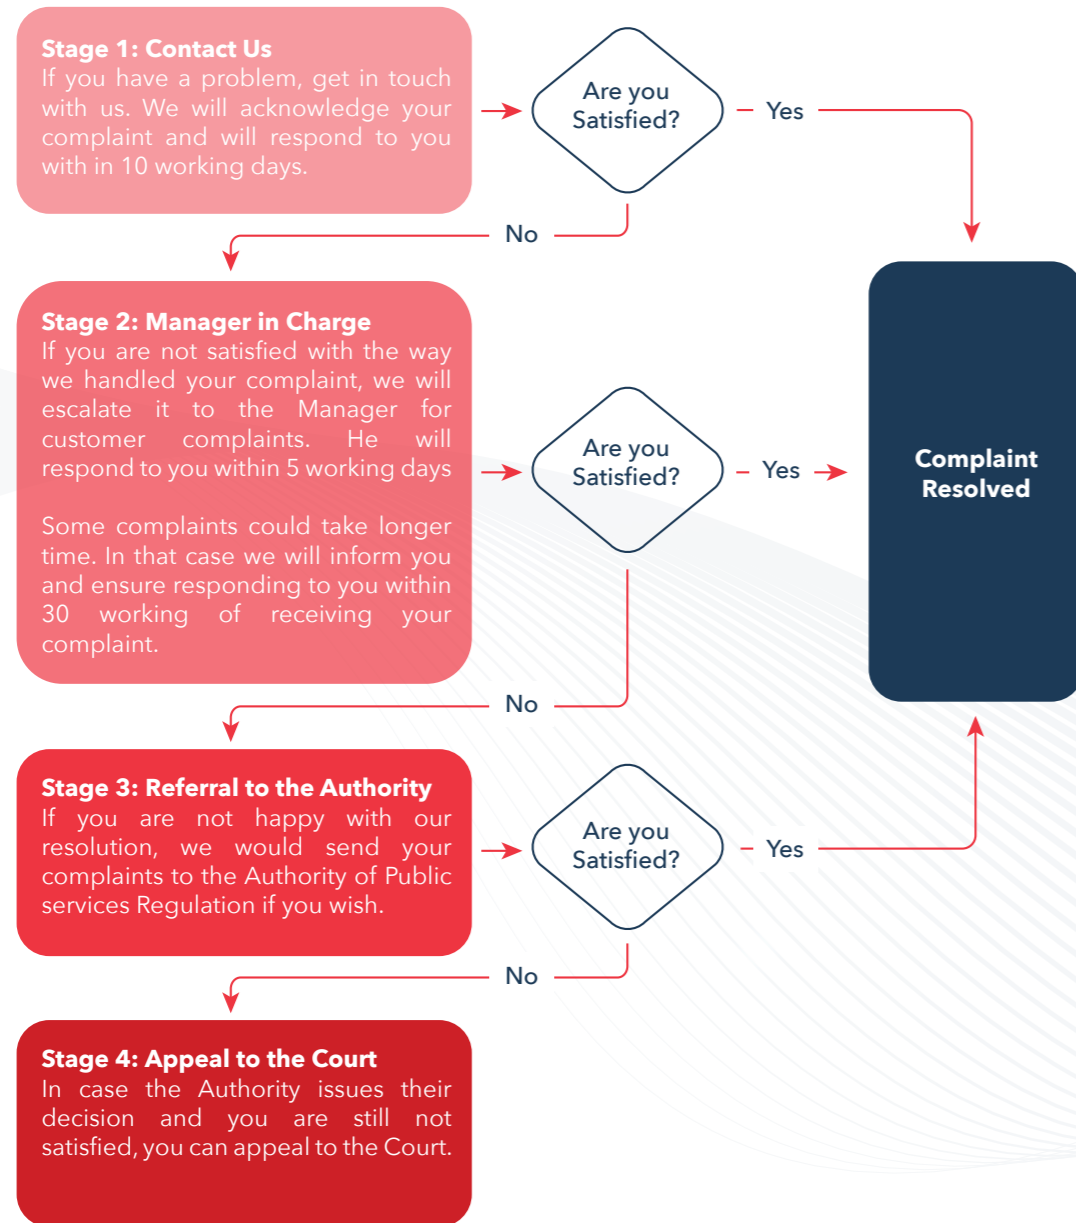 Stage 1: Contact Us
If you have a problem, get in touch
with us. We will acknowledge your
complaint and will respond to you
with in 10 working days.
Are you
Satisfied?
Yes
No
Stage 2: Manager in Charge
If you are not satisfied with the way
we handled your complaint, we will
escalate it to the Manager for
customer complaints. He will
respond to you within 5 working days
Some complaints could take longer
time. In that case we will inform you
and ensure responding to you within
30 working of receiving your
complaint.
Are you
Satisfied?
Yes
Complaint
Resolved
No
Stage 3: Referral to the Authority
If you are not happy with our
resolution, we would send your
complaints to the Authority of Public
services Regulation if you wish.
Are you
Satisfied?
Yes
No
Stage 4: Appeal to the Court
In case the Authority issues their
decision and you are still not
satisfied, you can appeal to the Court.